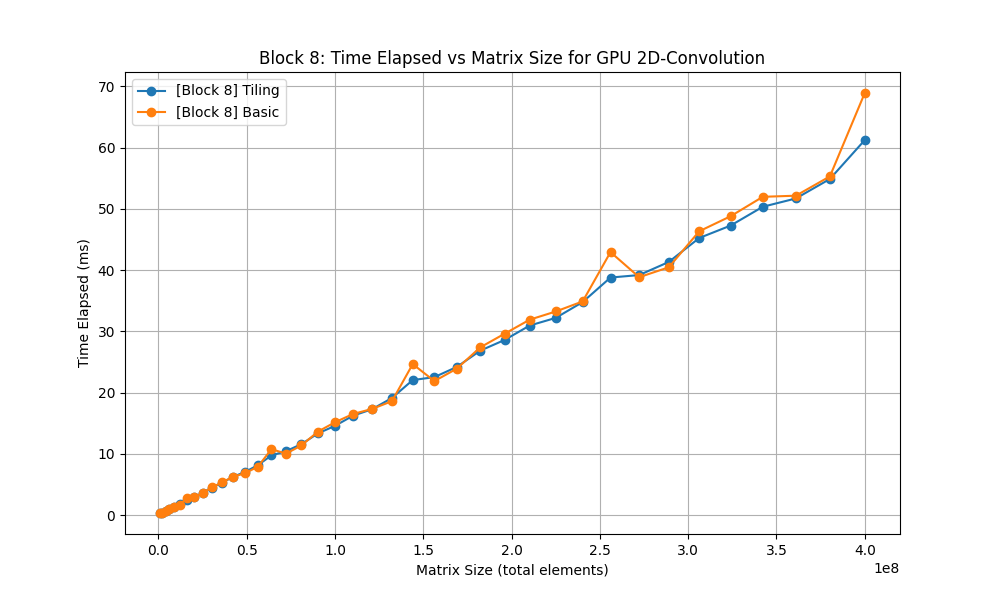 Block 8: Time Elapsed vs Matrix Size for GPU 2D-Convolution
[Block 8] Tiling
[Block 8] Basic
Time Elapsed (ms)
70
60
50
40
30
20
10
0
0.0 0.5 1.0 1.5 2.0 2.5 3.0 3.5 4.0
1e8
Matrix Size (total elements)